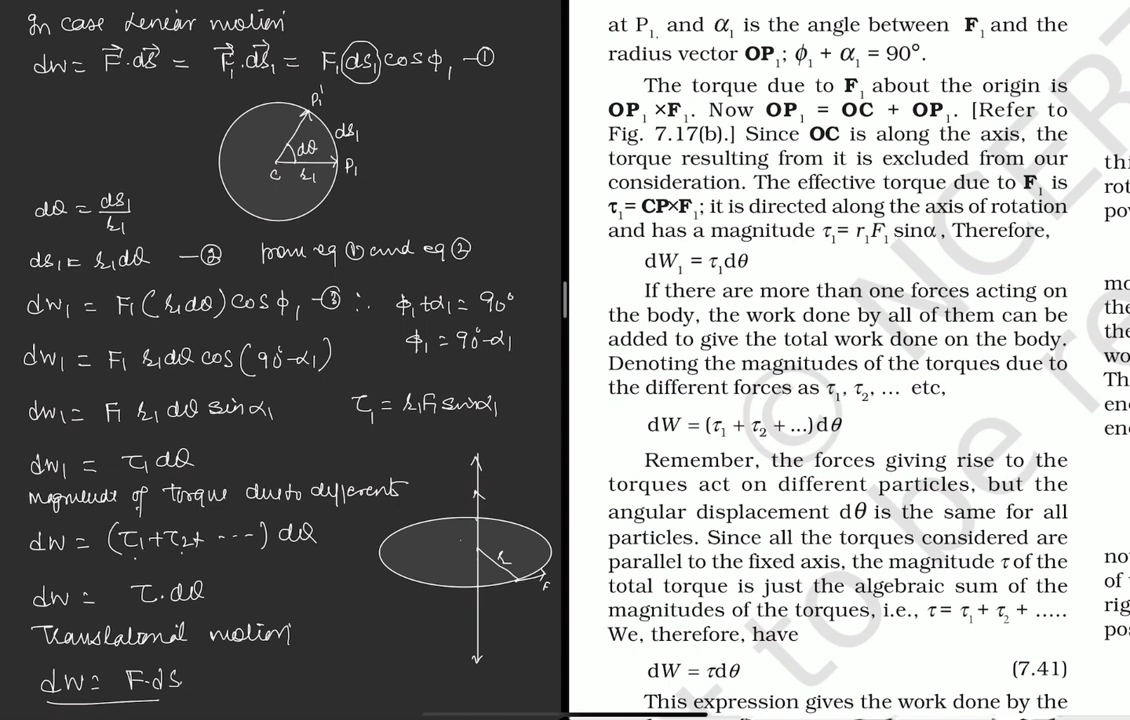 In case Linear motion
dw = F⃗.ds⃗ = F⃗₁.ds⃗₁ = F₁(ds₁)cosϕ₁ -①
P₁'
ds₁
dθ
C r₁ P₁
dθ = ds₁/r₁
ds₁ = r₁dθ -② from eq ① and eq ②
dw₁ = F₁(r₁dθ)cosϕ₁ -③ ∴ ϕ₁+α₁ = 90°
ϕ₁ = 90°-α₁
dw₁ = F₁ r₁dθ cos(90°-α₁)
dw₁ = F₁ r₁ dθ sinα₁ τ₁ = r₁F₁ sinα₁
dw₁ = τ₁ dθ
magnitude of torque due to different
dw = (τ₁+τ₂+ ----) dθ
r
F
dw = τ.dθ
Translational motion
dw = F.ds
at P₁, and α₁ is the angle between F₁ and the
radius vector OP₁; ϕ₁ + α₁ = 90°.
The torque due to F₁ about the origin is
OP₁ ×F₁. Now OP₁ = OC + OP₁. [Refer to
Fig. 7.17(b).] Since OC is along the axis, the
torque resulting from it is excluded from our
consideration. The effective torque due to F₁ is
τ₁= CP×F₁; it is directed along the axis of rotation
and has a magnitude τ₁= r₁F₁ sinα, Therefore,
dW₁ = τ₁dθ
If there are more than one forces acting on
the body, the work done by all of them can be
added to give the total work done on the body.
Denoting the magnitudes of the torques due to
the different forces as τ₁, τ₂, … etc,
dW = (τ₁ + τ₂ + ...)dθ
Remember, the forces giving rise to the
torques act on different particles, but the
angular displacement dθ is the same for all
particles. Since all the torques considered are
parallel to the fixed axis, the magnitude τ of the
total torque is just the algebraic sum of the
magnitudes of the torques, i.e., τ = τ₁ + τ₂ + .....
We, therefore, have
dW = τdθ (7.41)
This expression gives the work done by the
© NCERT